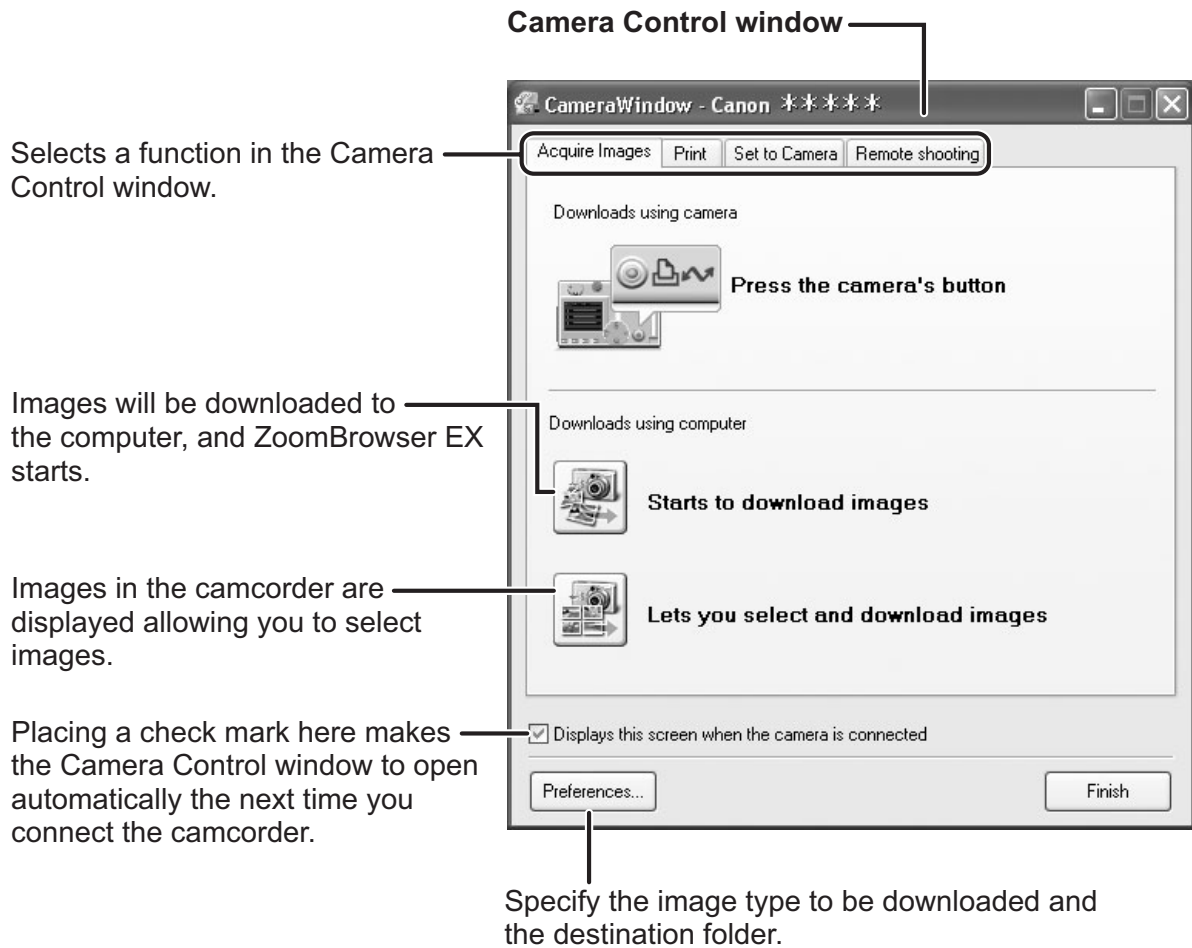 Camera Control window
CameraWindow - Canon *****
Selects a function in the Camera
Control window.
Acquire Images Print Set to Camera Remote shooting
Downloads using camera
Press the camera's button
Images will be downloaded to
the computer, and ZoomBrowser EX
starts.
Downloads using computer
Starts to download images
Images in the camcorder are
displayed allowing you to select
images.
Lets you select and download images
Placing a check mark here makes
the Camera Control window to open
automatically the next time you
connect the camcorder.
Displays this screen when the camera is connected
Preferences... Finish
Specify the image type to be downloaded and
the destination folder.